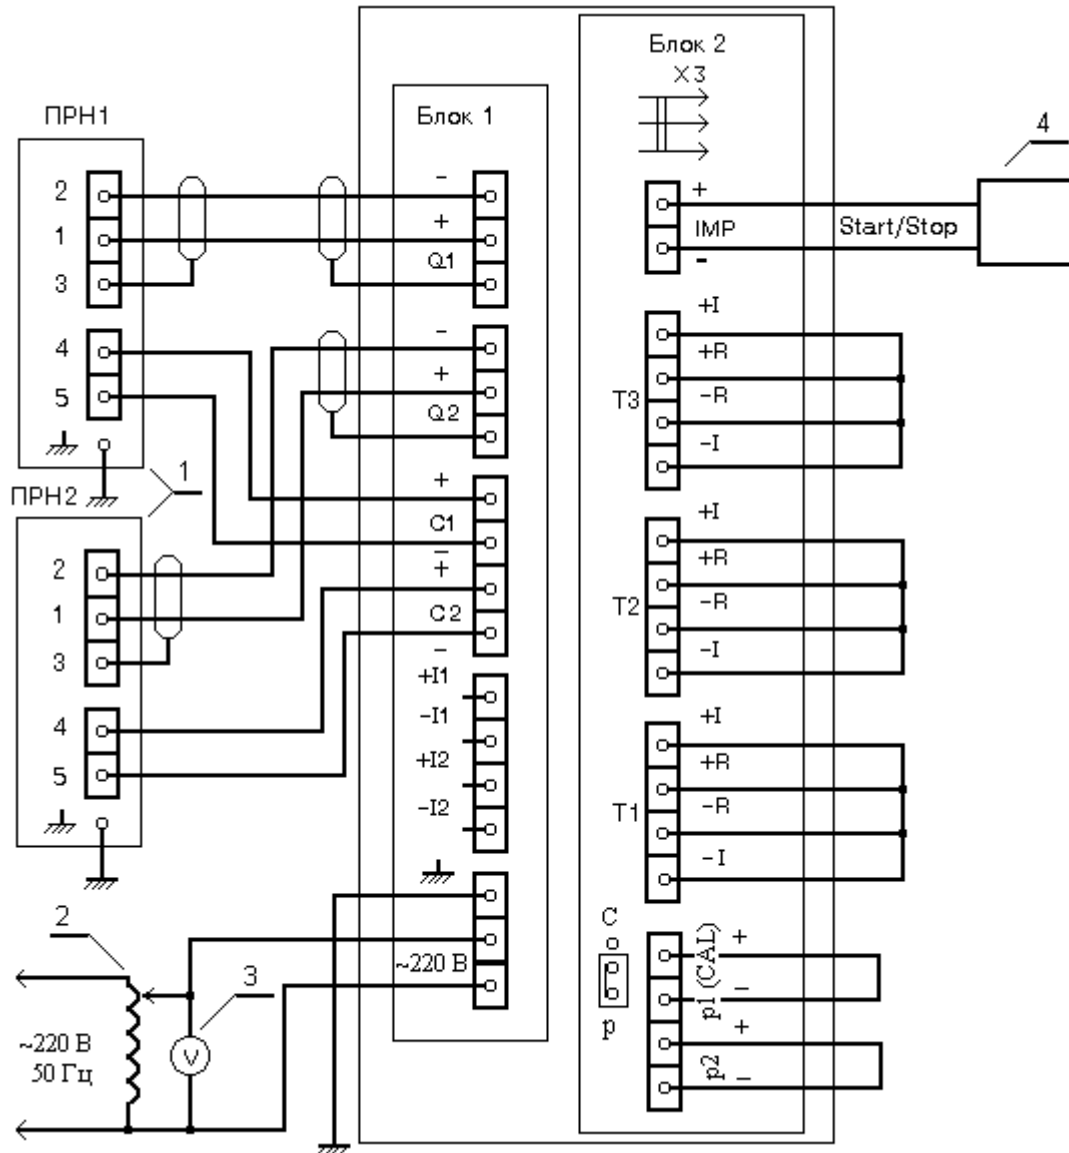 ПРН1
2
1
3
4
5
ПРН2
1
2
1
3
4
5
2
3
~220 В
50 Гц
V
Блок 1
-
+
Q1
-
+
Q2
+
C1
-
+
C2
-
+I1
-I1
+I2
-I2
~220 В
Блок 2
X3
+
IMP
-
Start/Stop
4
T3
+I
+R
-R
-I
T2
+I
+R
-R
-I
T1
+I
+R
-R
-I
C
p
p1 (CAL)
+
-
p2
+
-